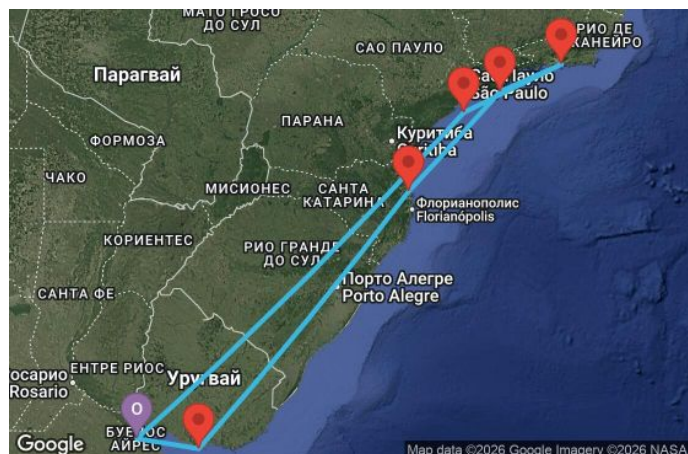 МАТО ГРОСО
ДО СУЛ
РИО ДЕ
ЖАНЕЙРО
САО ПАУЛО
Парагвай
São Paulo
ПАРАНА
ФОРМОЗА
Куритиба
Curitiba
ЧАКО
МИСИОНЕС
САНТА
КАТАРИНА
Флорианополис
Florianópolis
КОРИЕНТЕС
РИО ГРАНДЕ
ДО СУЛ
Порто Алегре
Porto Alegre
САНТА ФЕ
ЕНТРЕ РИОС
Уругвай
Rosario
O
АЙРЕС
Google
Map data ©2026 Google Imagery ©2026 NASA